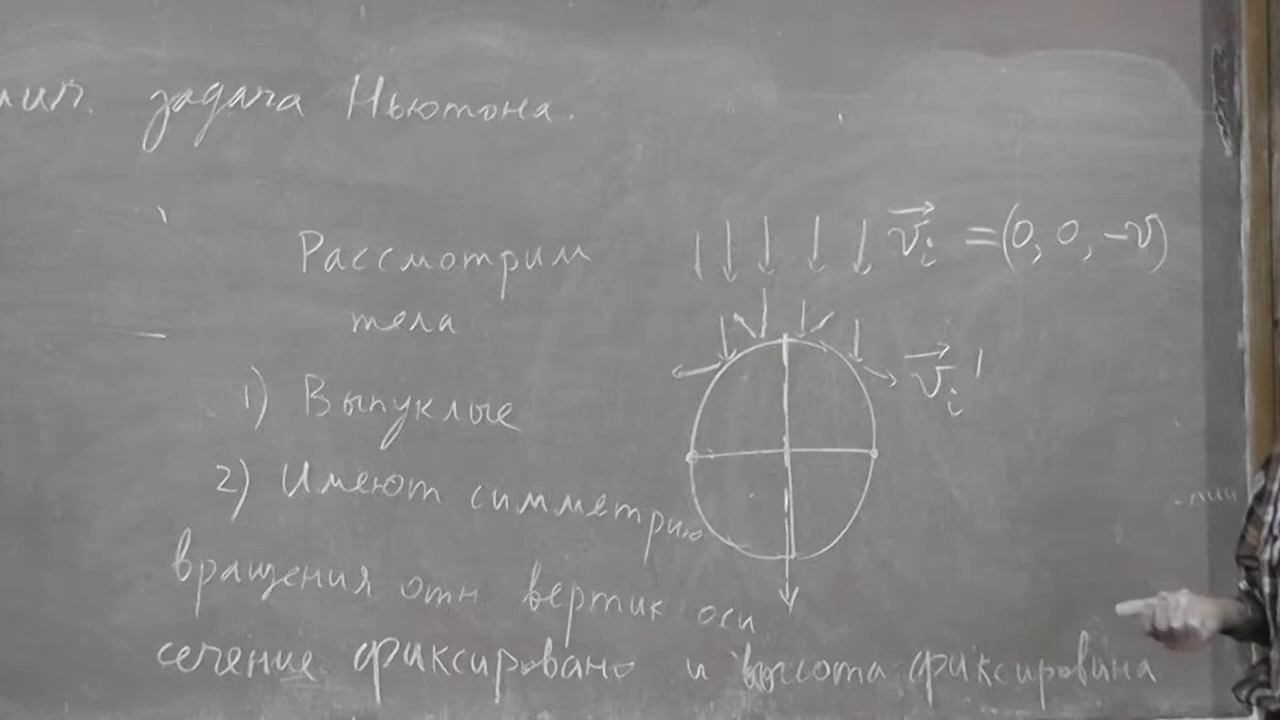 задача Ньютона.
Рассмотрим
тела
1) Выпуклые
2) Имеют симметрию
вращения отн вертик оси
сечение фиксировано и высота фиксирована
v⃗ᵢ = (0, 0, -v)
v⃗ᵢ'